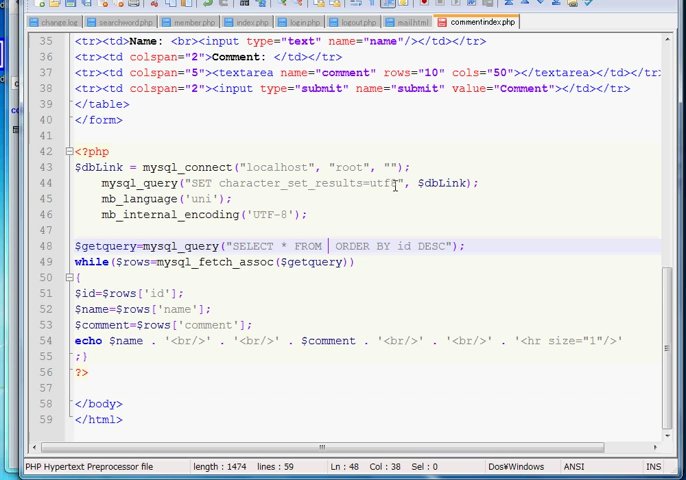 change.log searchword.php member.php index.php login.php logout.php mail.html commentindex.php
35 <tr><td>Name: <br><input type="text" name="name"/></td></tr>
36 <tr><td colspan="2">Comment: </td></tr>
37 <tr><td colspan="5"><textarea name="comment" rows="10" cols="50"></textarea></td></tr>
38 <tr><td colspan="2"><input type="submit" name="submit" value="Comment"></td></tr>
39 </table>
40 </form>
41
42 <?php
43 $dbLink = mysql_connect("localhost", "root", "");
44 mysql_query("SET character_set_results=utf8", $dbLink);
45 mb_language('uni');
46 mb_internal_encoding('UTF-8');
47
48 $getquery=mysql_query("SELECT * FROM ORDER BY id DESC");
49 while($rows=mysql_fetch_assoc($getquery))
50 {
51 $id=$rows['id'];
52 $name=$rows['name'];
53 $comment=$rows['comment'];
54 echo $name . '<br/>' . '<br/>' . $comment . '<br/>' . '<br/>' . '<hr size="1"/>'
55 ;}
56 ?>
57
58 </body>
59 </html>
PHP Hypertext Preprocessor file length : 1474 lines : 59 Ln : 48 Col : 38 Sel : 0 Dos\Windows ANSI INS